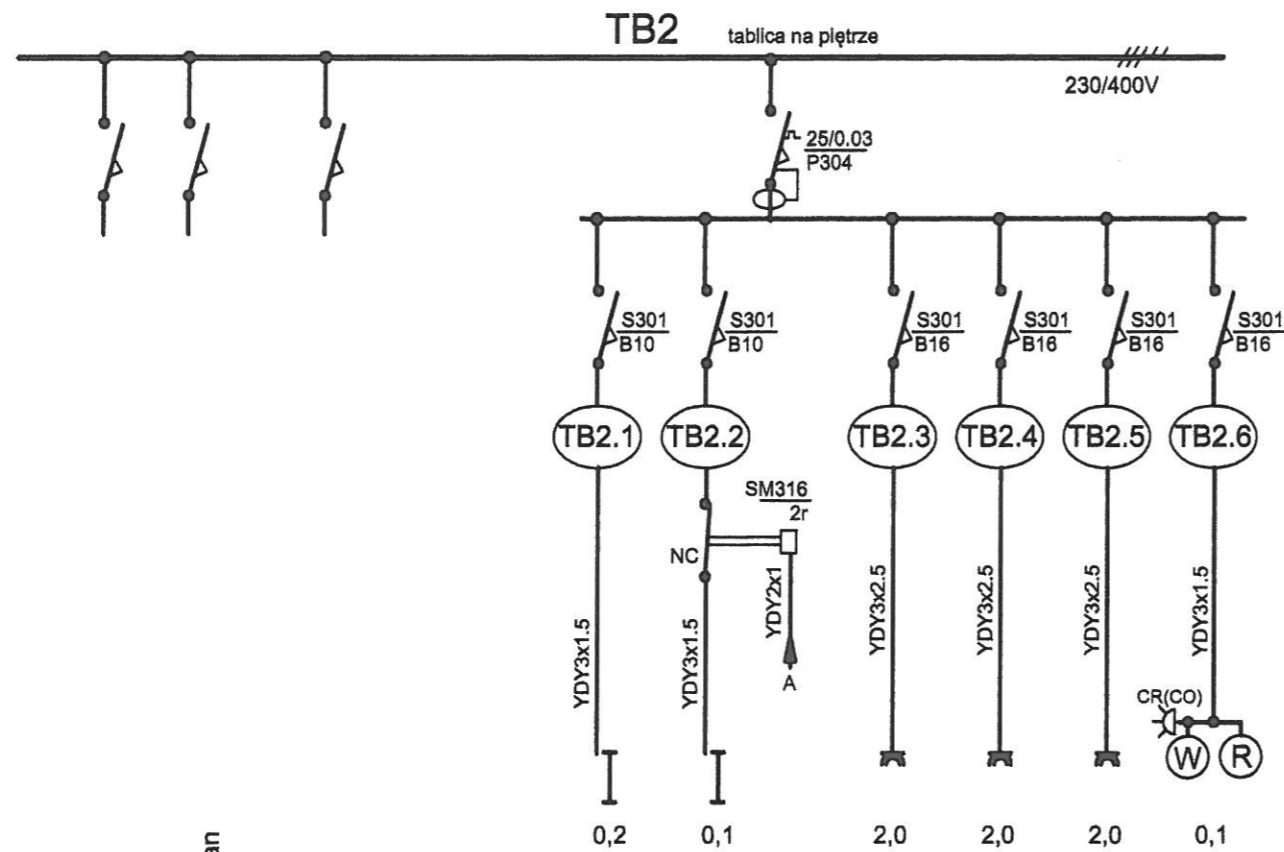 TB2 tablica na piętrze
230/400V
25/0.03
P304
S301 S301 S301 S301 S301 S301
B10 B10 B16 B16 B16 B16
TB2.1 TB2.2 TB2.3 TB2.4 TB2.5 TB2.6
SM316
2r
NC
YDY3x1.5 YDY3x1.5 YDY2x1 YDY3x2.5 YDY3x2.5 YDY3x2.5 YDY3x1.5
A
CR(CO)
W R
0,2 0,1 2,0 2,0 2,0 0,1
an